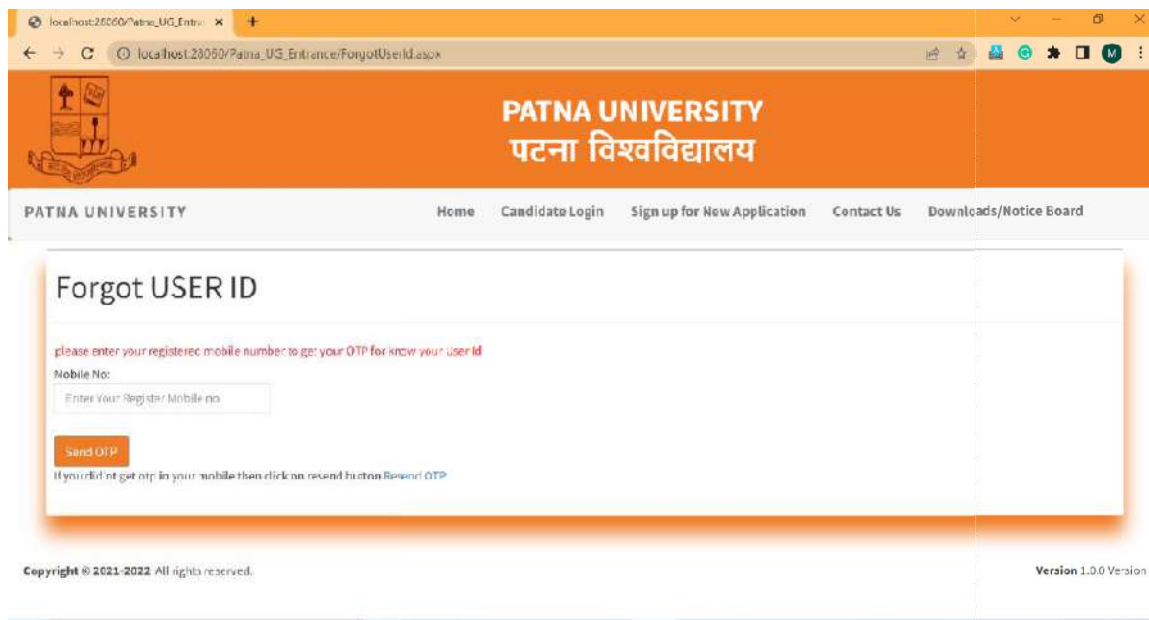 localhost:28060/Patna_UG_Entra
localhost:28060/Patna_UG_Entrance/ForgotUserId.aspx
M
PATNA UNIVERSITY
पटना विश्वविद्यालय
PATNA UNIVERSITY
Home Candidate Login Sign up for New Application Contact Us Downloads/Notice Board
Forgot USER ID
please enter your registered mobile number to get your OTP for know your User Id
Mobile No:
Enter Your Register Mobile no
Send OTP
If you did'nt get otp in your mobile then click on resend button Resend OTP
Copyright © 2021-2022 All rights reserved.
Version 1.0.0 Version